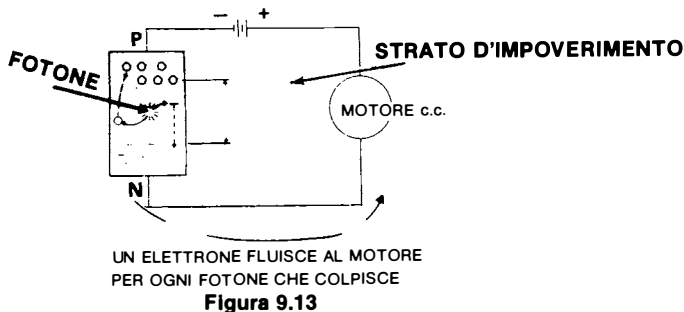 − +
P
FOTONE
STRATO D'IMPOVERIMENTO
MOTORE c.c.
N
UN ELETTRONE FLUISCE AL MOTORE
PER OGNI FOTONE CHE COLPISCE
Figura 9.13